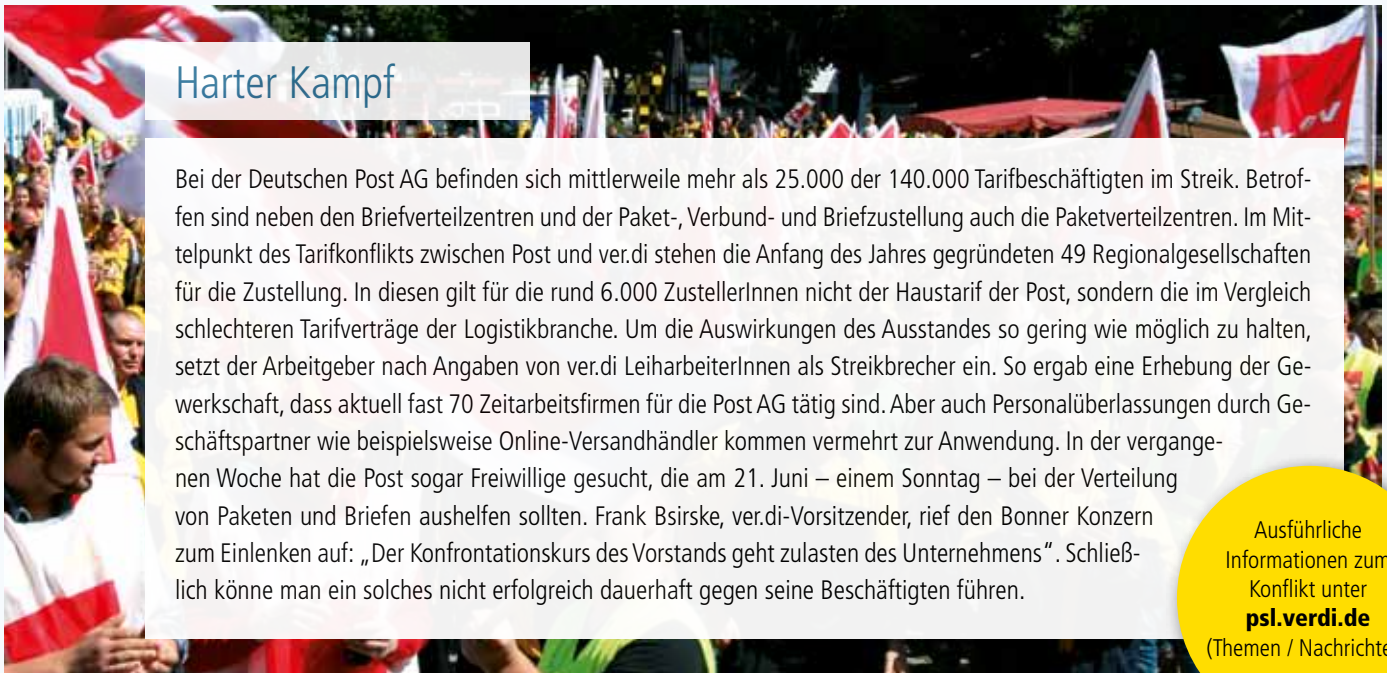 Harter Kampf
Bei der Deutschen Post AG befinden sich mittlerweile mehr als 25.000 der 140.000 Tarifbeschäftigten im Streik. Betrof-
fen sind neben den Briefverteilzentren und der Paket-, Verbund- und Briefzustellung auch die Paketverteilzentren. Im Mit-
telpunkt des Tarifkonflikts zwischen Post und ver.di stehen die Anfang des Jahres gegründeten 49 Regionalgesellschaften
für die Zustellung. In diesen gilt für die rund 6.000 ZustellerInnen nicht der Haustarif der Post, sondern die im Vergleich
schlechteren Tarifverträge der Logistikbranche. Um die Auswirkungen des Ausstandes so gering wie möglich zu halten,
setzt der Arbeitgeber nach Angaben von ver.di LeiharbeiterInnen als Streikbrecher ein. So ergab eine Erhebung der Ge-
werkschaft, dass aktuell fast 70 Zeitarbeitsfirmen für die Post AG tätig sind. Aber auch Personalüberlassungen durch Ge-
schäftspartner wie beispielsweise Online-Versandhändler kommen vermehrt zur Anwendung. In der vergange-
nen Woche hat die Post sogar Freiwillige gesucht, die am 21. Juni – einem Sonntag – bei der Verteilung
von Paketen und Briefen aushelfen sollten. Frank Bsirske, ver.di-Vorsitzender, rief den Bonner Konzern
zum Einlenken auf: „Der Konfrontationskurs des Vorstands geht zulasten des Unternehmens“. Schließ-
lich könne man ein solches nicht erfolgreich dauerhaft gegen seine Beschäftigten führen.
Ausführliche
Informationen zum
Konflikt unter
psl.verdi.de
(Themen / Nachrichte